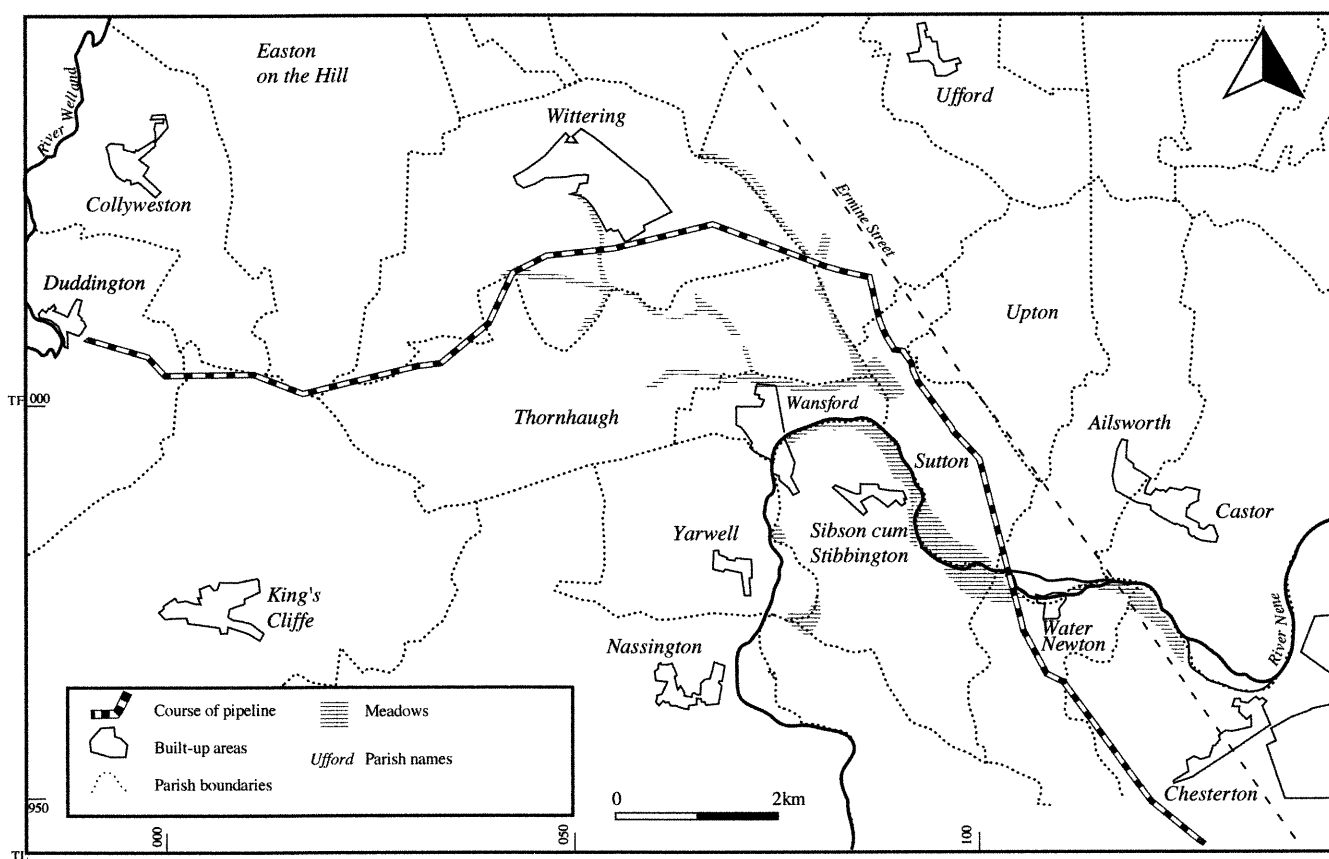 Easton
on the Hill
River Welland
Ufford
Wittering
Collyweston
Ermine Street
Duddington
Upton
TF 000
Wansford
Thornhaugh
Ailsworth
Sutton
Castor
Yarwell
Sibson cum
Stibbington
King's
Cliffe
Water
Newton
River Nene
Nassington
Course of pipeline
Meadows
Built-up areas
Ufford Parish names
Parish boundaries
Chesterton
0 2km
950
000
050
100